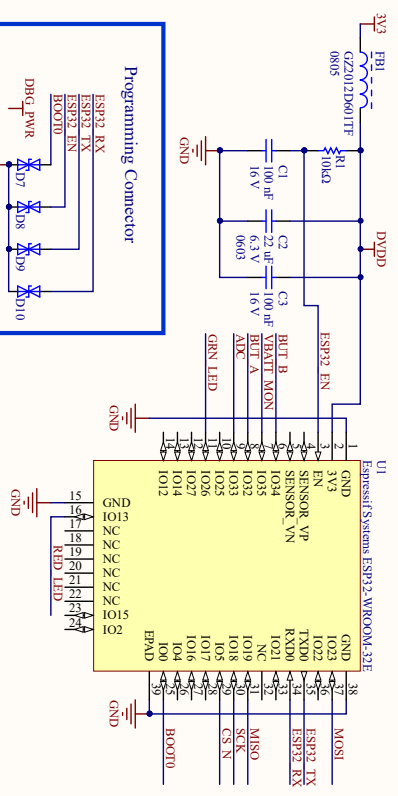 3V3
FB1
GZ2012D601TF
0805
DVDD
R1
10kΩ
C1
100 nF
16 V
C2
22 uF
6.3 V
0603
C3
100 nF
16 V
GND
Programming Connector
ESP32_RX
ESP32_TX
ESP32_EN
BOOT0
DBG_PWR
D7
D8
D9
D10
ESP32_EN
BUT_B
VBATT_MON
BUT_A
ADC
GRN_LED
GND
U1
Espressif Systems ESP32-WROOM-32E
1 GND
2 3V3
3 EN
4 SENSOR_VP
5 SENSOR_VN
6 IO34
7 IO35
8 IO32
9 IO33
10 IO25
11 IO26
12 IO27
13 IO14
14 IO12
15 GND
16 IO13
17 NC
18 NC
19 NC
20 NC
21 NC
22 NC
23 IO15
24 IO2
GND
RED_LED
GND 38
IO23 37
IO22 36
TXD0 35
RXD0 34
IO21 33
NC 32
IO19 31
IO18 30
IO5 29
IO17 28
IO16 27
IO4 26
IO0 25
EPAD 39
MOSI
ESP32_TX
ESP32_RX
MISO
SCK
CS_N
BOOT0
GND